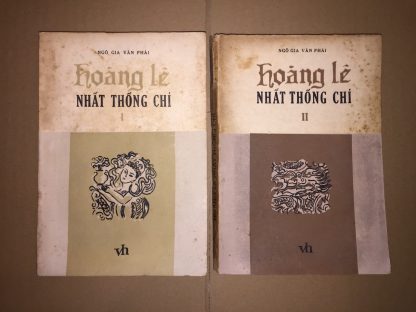 NGÔ GIA VĂN PHÁI
Hoàng Lê
NHẤT THỐNG CHÍ
I
vh
NGÔ GIA VĂN PHÁI
Hoàng Lê
NHẤT THỐNG CHÍ
II
vh